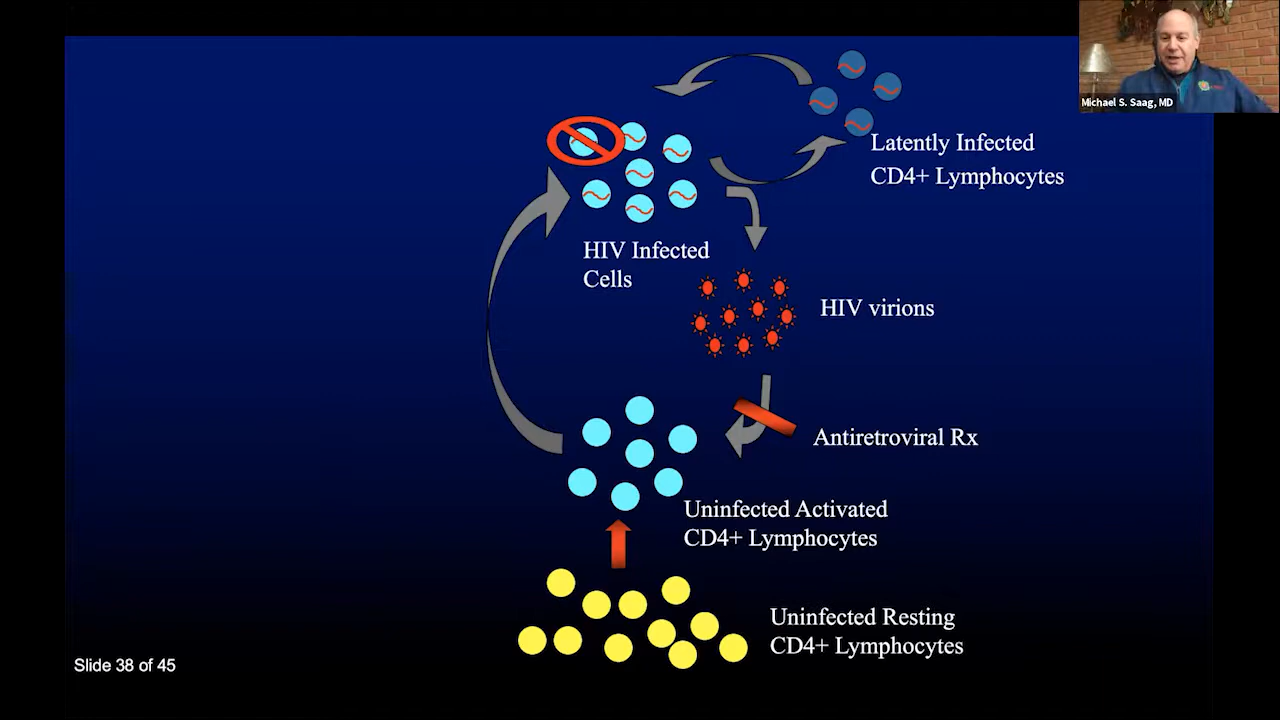 Michael S. Saag, MD
Latently Infected
CD4+ Lymphocytes
HIV Infected
Cells
HIV virions
Antiretroviral Rx
Uninfected Activated
CD4+ Lymphocytes
Uninfected Resting
CD4+ Lymphocytes
Slide 38 of 45